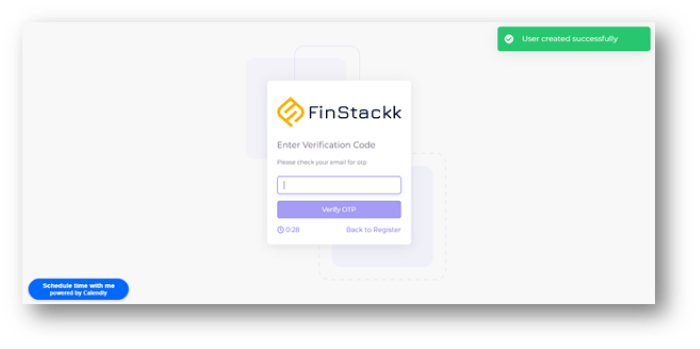 User created successfully
FinStackk
Enter Verification Code
Please check your email for otp
Verify OTP
0:28
Back to Register
Schedule time with me
powered by Calendly